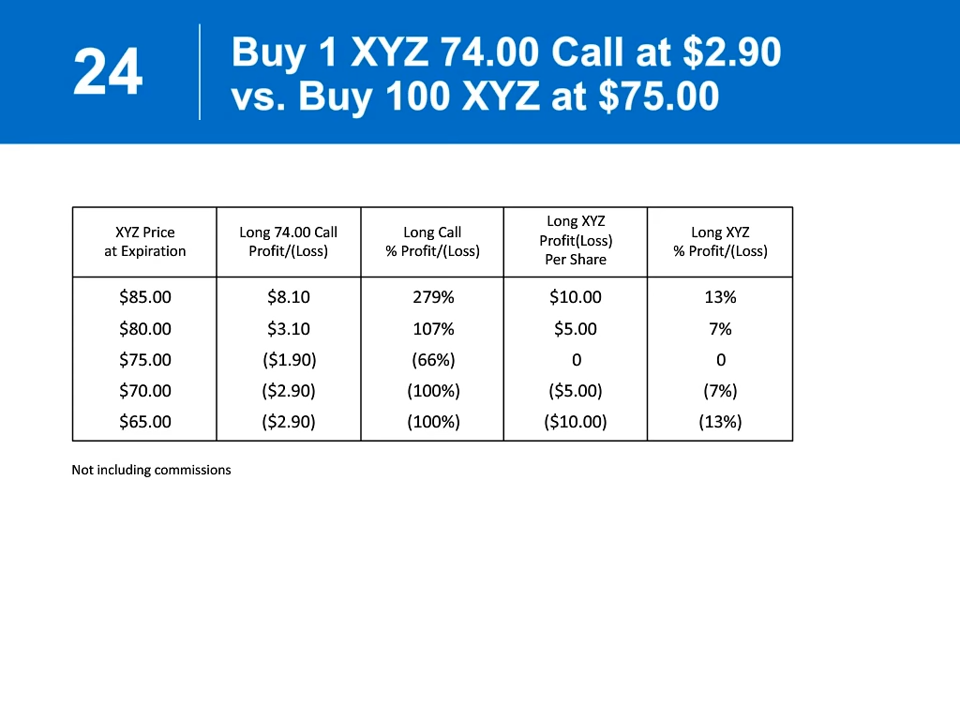 24
Buy 1 XYZ 74.00 Call at $2.90
vs. Buy 100 XYZ at $75.00
XYZ Price
at Expiration
Long 74.00 Call
Profit/(Loss)
Long Call
% Profit/(Loss)
Long XYZ
Profit(Loss)
Per Share
Long XYZ
% Profit/(Loss)
$85.00 $8.10 279% $10.00 13%
$80.00 $3.10 107% $5.00 7%
$75.00 ($1.90) (66%) 0 0
$70.00 ($2.90) (100%) ($5.00) (7%)
$65.00 ($2.90) (100%) ($10.00) (13%)
Not including commissions